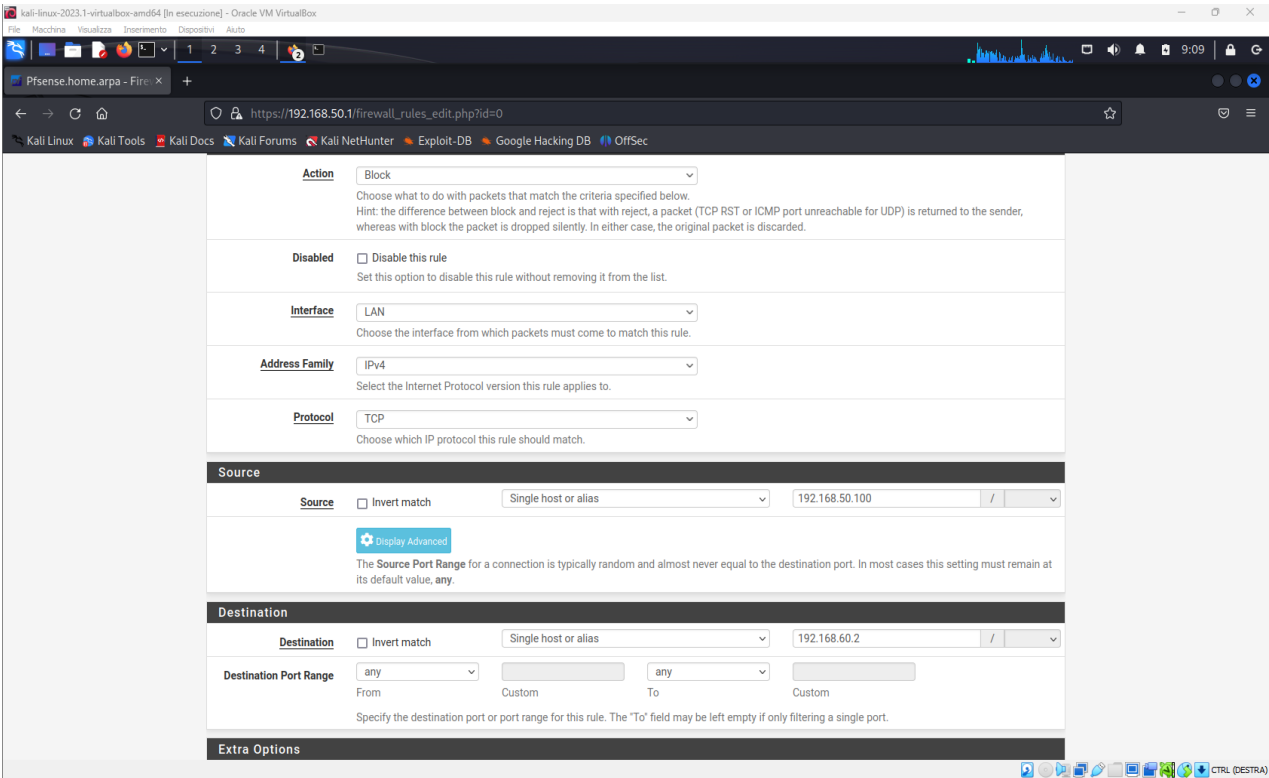 kali-linux-2023.1-virtualbox-amd64 [In esecuzione] - Oracle VM VirtualBox
File Macchina Visualizza Inserimento Dispositivi Aiuto
1 2 3 4 2 9:09
Pfsense.home.arpa - Firew
https://192.168.50.1/firewall_rules_edit.php?id=0
Kali Linux Kali Tools Kali Docs Kali Forums Kali NetHunter Exploit-DB Google Hacking DB OffSec
Action Block
Choose what to do with packets that match the criteria specified below.
Hint: the difference between block and reject is that with reject, a packet (TCP RST or ICMP port unreachable for UDP) is returned to the sender,
whereas with block the packet is dropped silently. In either case, the original packet is discarded.
Disabled Disable this rule
Set this option to disable this rule without removing it from the list.
Interface LAN
Choose the interface from which packets must come to match this rule.
Address Family IPv4
Select the Internet Protocol version this rule applies to.
Protocol TCP
Choose which IP protocol this rule should match.
Source
Source Invert match Single host or alias 192.168.50.100 /
Display Advanced
The Source Port Range for a connection is typically random and almost never equal to the destination port. In most cases this setting must remain at
its default value, any.
Destination
Destination Invert match Single host or alias 192.168.60.2 /
Destination Port Range any any
From Custom To Custom
Specify the destination port or port range for this rule. The "To" field may be left empty if only filtering a single port.
Extra Options
CTRL (DESTRA)